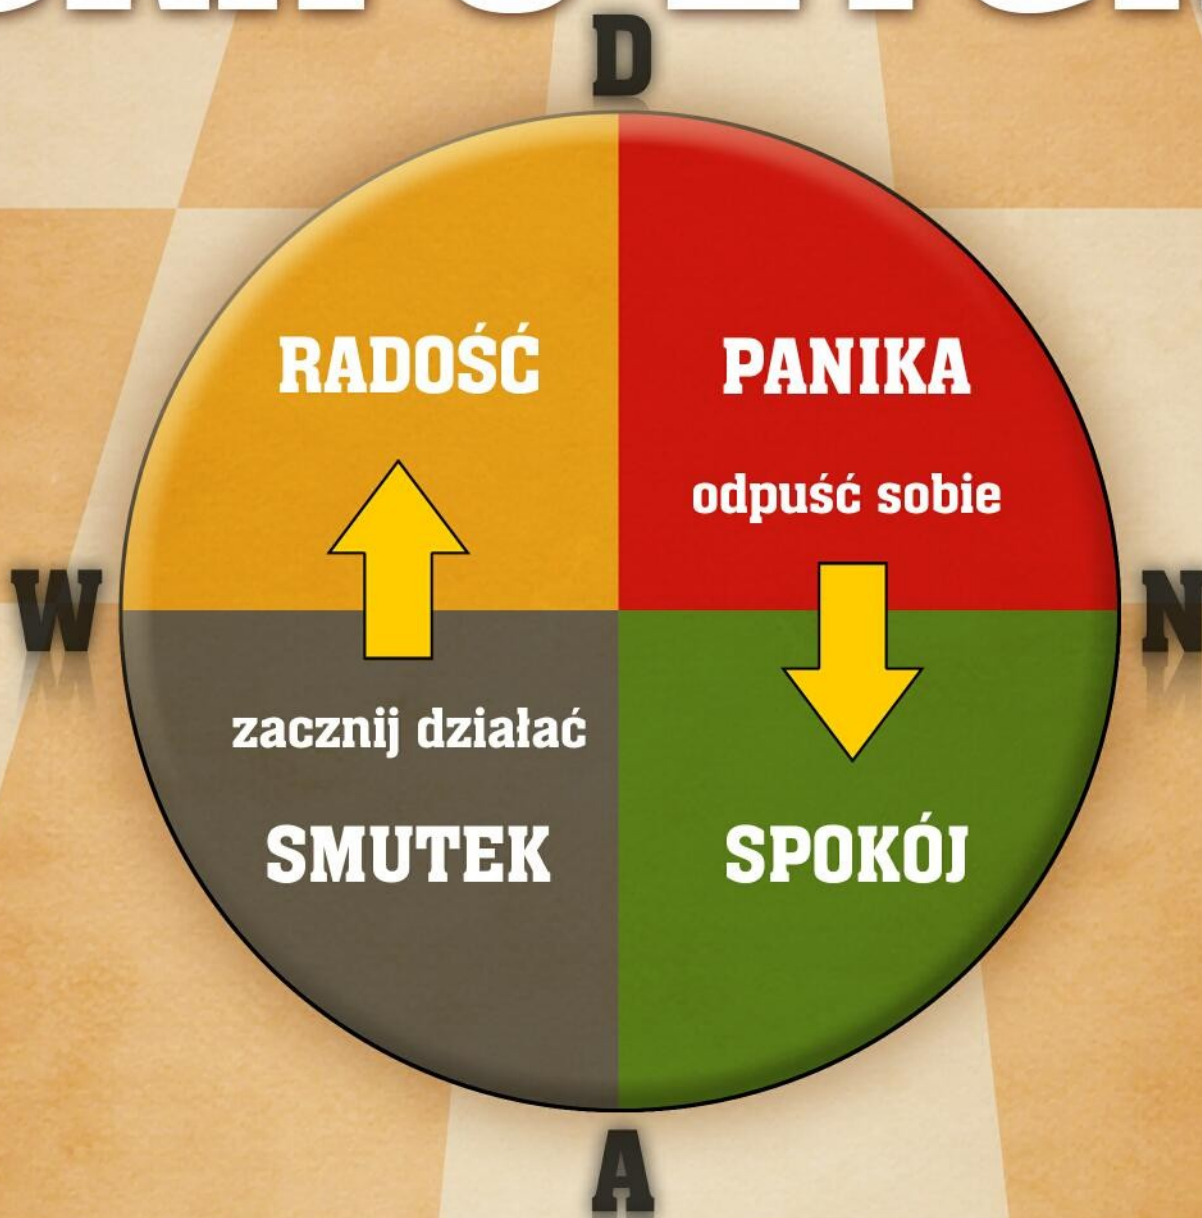 D
RADOŚĆ
PANIKA
odpuść sobie
W
N
zacznij działać
SMUTEK
SPOKÓJ
A